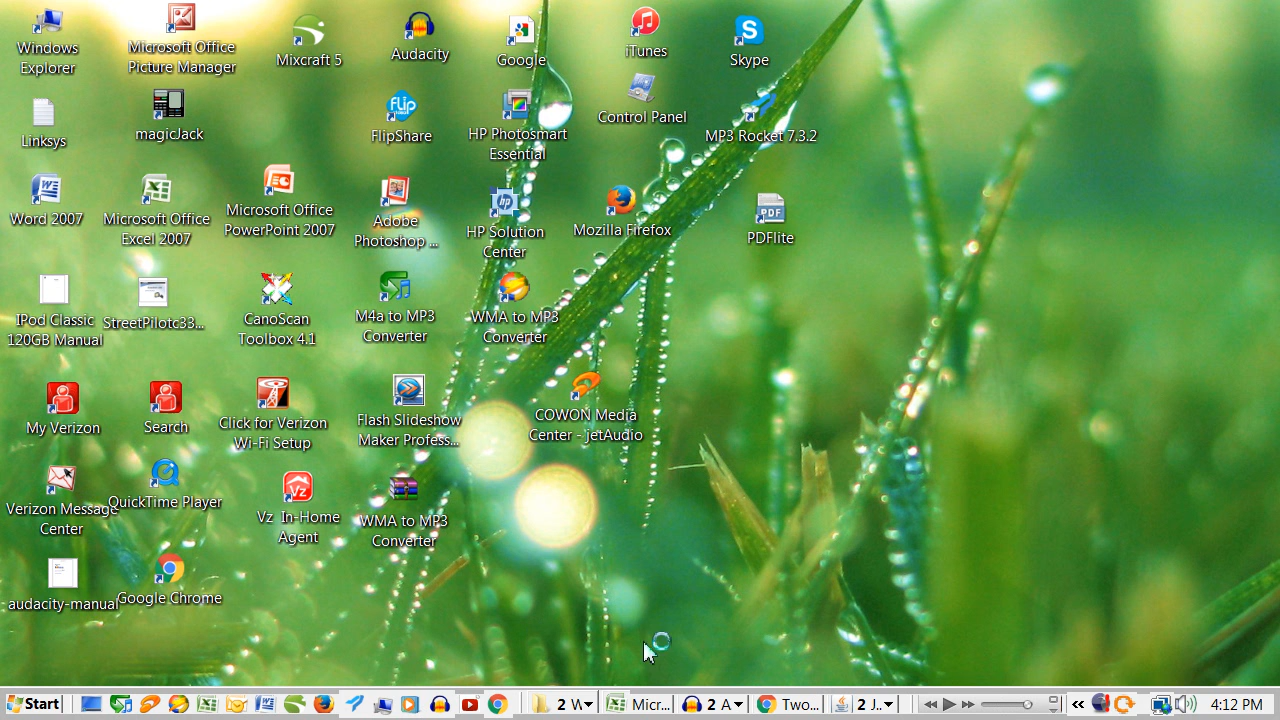 Windows
Explorer
Microsoft Office
Picture Manager
Mixcraft 5
Audacity
Google
iTunes
Skype
Linksys
magicJack
FLIP
FlipShare
HP Photosmart
Essential
Control Panel
MP3 Rocket 7.3.2
Word 2007
Microsoft Office
Excel 2007
Microsoft Office
PowerPoint 2007
Adobe
Photoshop ...
hp
HP Solution
Center
Mozilla Firefox
PDF
PDFlite
IPod Classic
120GB Manual
StreetPilotc33...
CanoScan
Toolbox 4.1
M4a to MP3
Converter
WMA to MP3
Converter
My Verizon
Search
Click for Verizon
Wi-Fi Setup
Flash Slideshow
Maker Profess...
COWON Media
Center - jetAudio
Verizon Message
Center
QuickTime Player
Vz
Vz In-Home
Agent
WMA to MP3
Converter
audacity-manual
Google Chrome
Start
2 W
Micr...
2 A
Two...
2 J...
4:12 PM